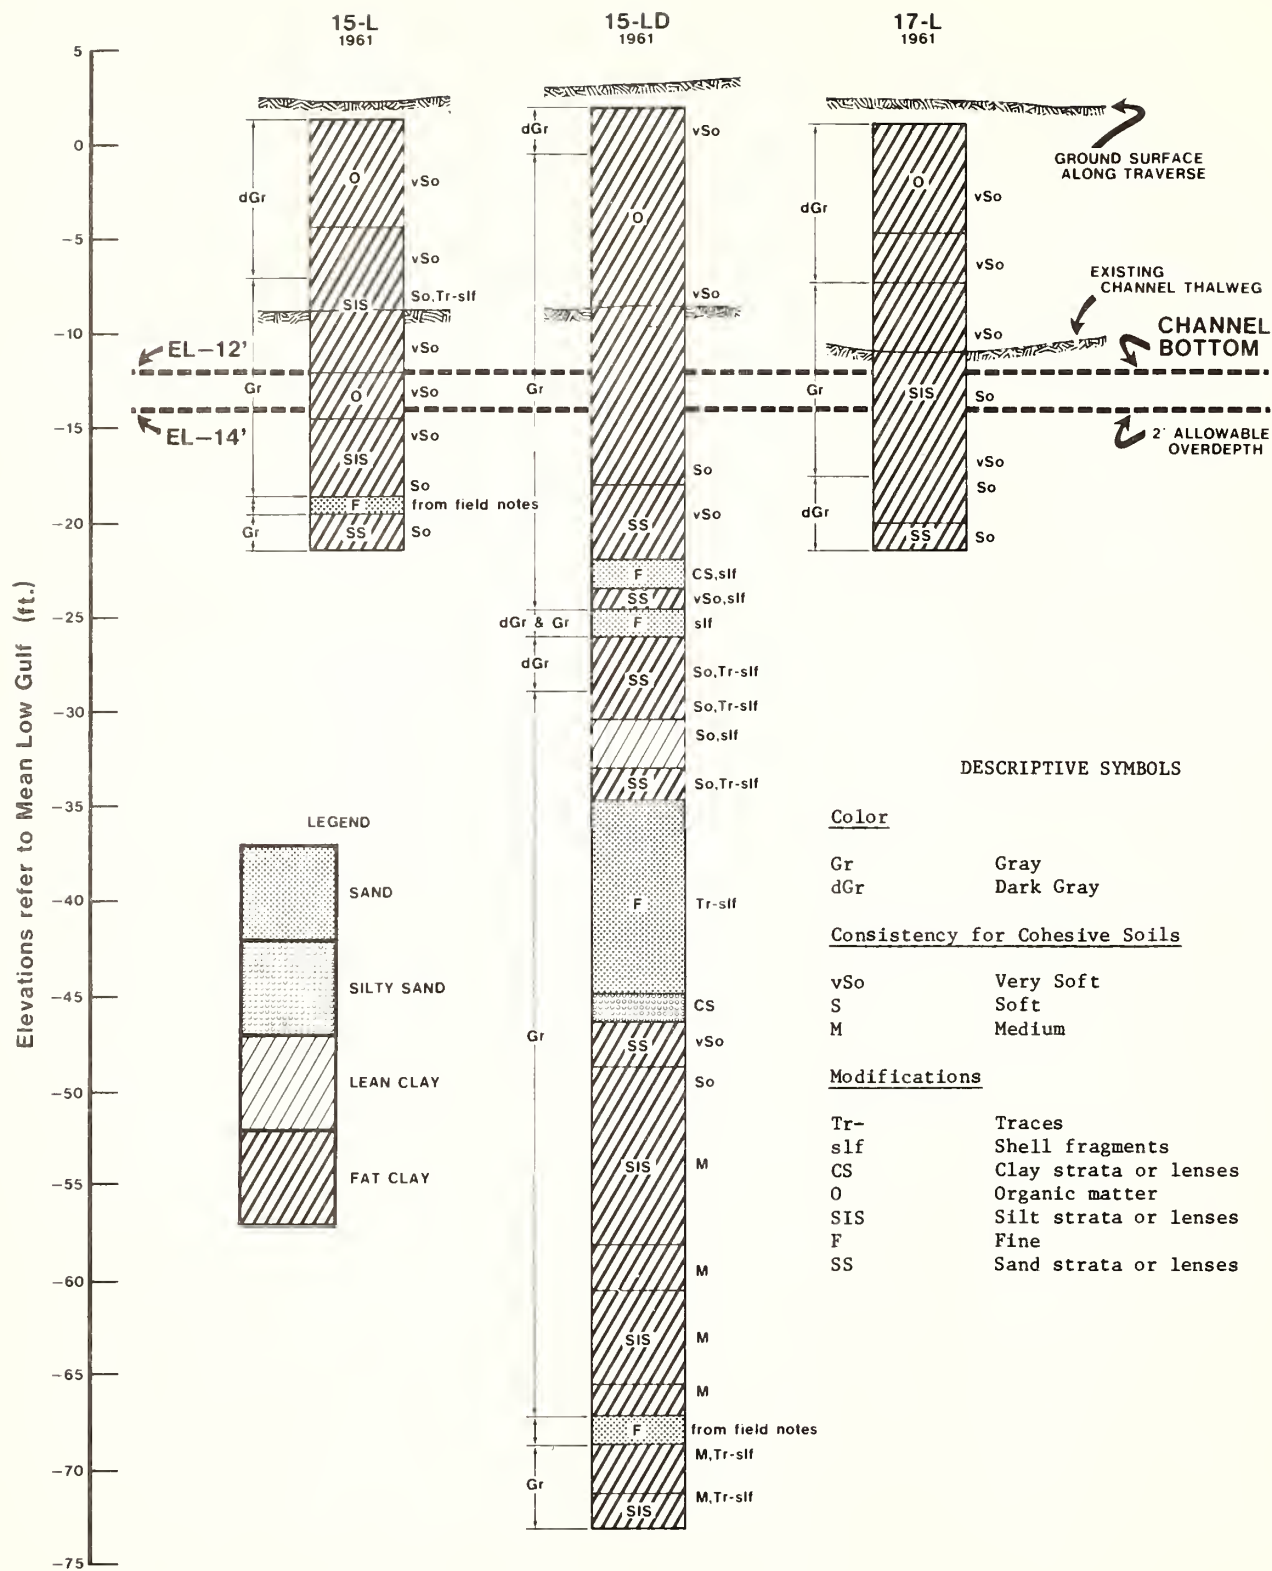 15-L
1961
15-LD
1961
17-L
1961
Elevations refer to Mean Low Gulf (ft.)
5
0
-5
-10
-15
-20
-25
-30
-35
-40
-45
-50
-55
-60
-65
-70
-75
dGr
Gr
Gr
O
SIS
O
SIS
F
SS
vSo
vSo
So,Tr-slf
vSo
vSo
vSo
So
from field notes
So
EL-12'
EL-14'
dGr
Gr
dGr & Gr
dGr
Gr
Gr
O
SS
F
SS
F
SS
SS
F
SS
SIS
SIS
F
SIS
vSo
vSo
So
vSo
CS,slf
vSo,slf
slf
So,Tr-slf
So,Tr-slf
So,slf
So,Tr-slf
Tr-slf
CS
vSo
So
M
M
M
M
from field notes
M,Tr-slf
M,Tr-slf
dGr
Gr
dGr
O
SIS
SS
vSo
vSo
vSo
So
vSo
So
So
GROUND SURFACE
ALONG TRAVERSE
EXISTING
CHANNEL THALWEG
CHANNEL
BOTTOM
2' ALLOWABLE
OVERDEPTH
LEGEND
SAND
SILTY SAND
LEAN CLAY
FAT CLAY
DESCRIPTIVE SYMBOLS
Color
Gr Gray
dGr Dark Gray
Consistency for Cohesive Soils
vSo Very Soft
S Soft
M Medium
Modifications
Tr- Traces
slf Shell fragments
CS Clay strata or lenses
O Organic matter
SIS Silt strata or lenses
F Fine
SS Sand strata or lenses